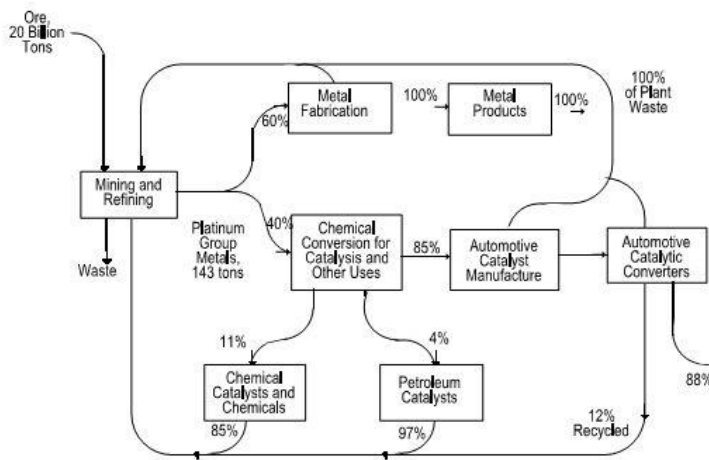 Ore,
20 Billion
Tons
Metal
Fabrication
100%
Metal
Products
100%
100%
of Plant
Waste
60%
Mining and
Refining
Waste
Platinum
Group
Metals,
143 tons
40%
Chemical
Conversion for
Catalysis and
Other Uses
85%
Automotive
Catalyst
Manufacture
Automotive
Catalytic
Converters
11%
4%
88%
Chemical
Catalysts and
Chemicals
Petroleum
Catalysts
85%
97%
12%
Recycled